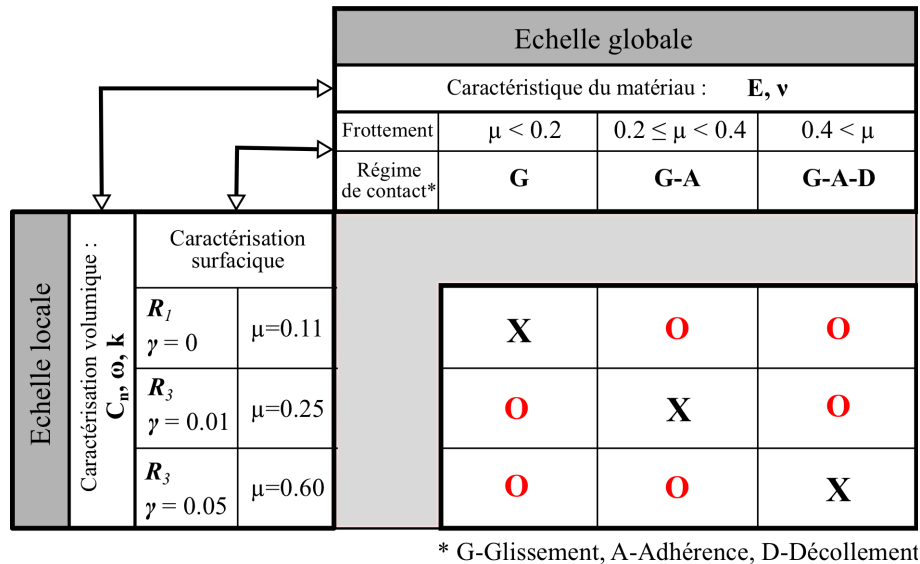 Echelle globale
Caractéristique du matériau : E, ν
Frottement μ < 0.2 0.2 ≤ μ < 0.4 0.4 < μ
Régime
de contact* G G-A G-A-D
Echelle locale
Caractérisation volumique :
Cn, ω, k
Caractérisation
surfacique
R1
γ = 0 μ=0.11 X O O
R3
γ = 0.01 μ=0.25 O X O
R3
γ = 0.05 μ=0.60 O O X
* G-Glissement, A-Adhérence, D-Décollement